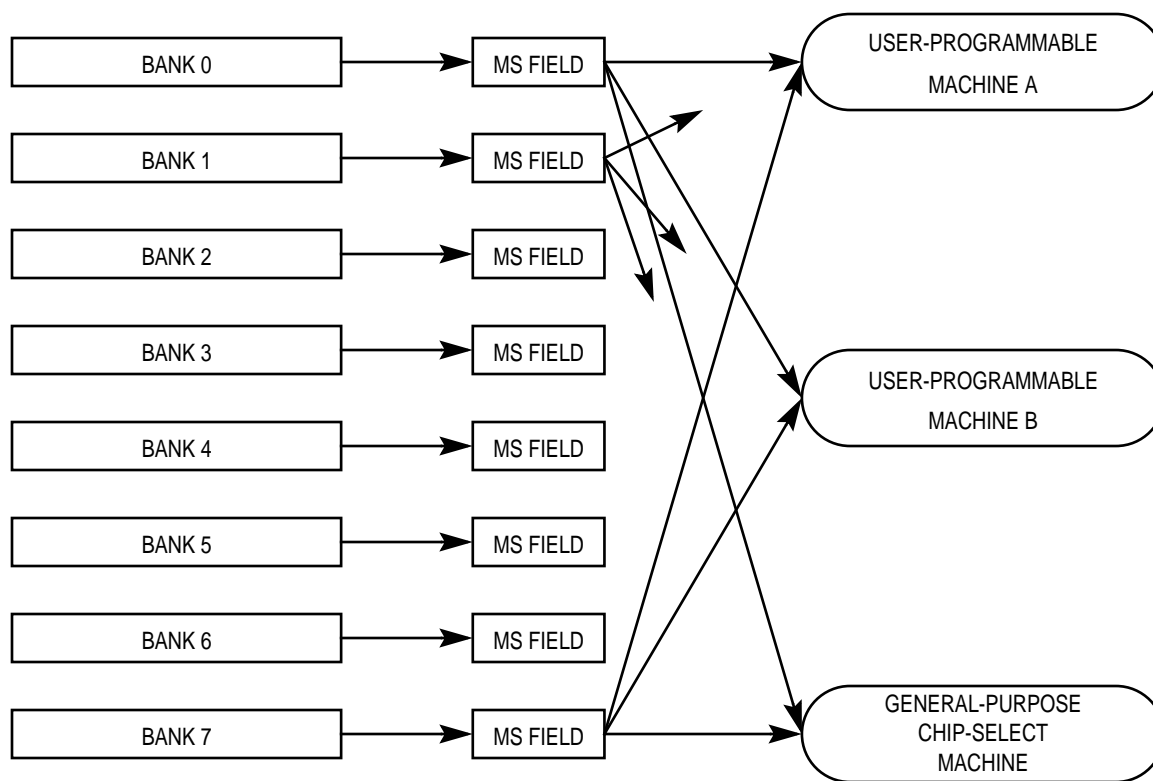 BANK 0
MS FIELD
USER-PROGRAMMABLE
MACHINE A
BANK 1
MS FIELD
BANK 2
MS FIELD
BANK 3
MS FIELD
USER-PROGRAMMABLE
MACHINE B
BANK 4
MS FIELD
BANK 5
MS FIELD
BANK 6
MS FIELD
BANK 7
MS FIELD
GENERAL-PURPOSE
CHIP-SELECT
MACHINE